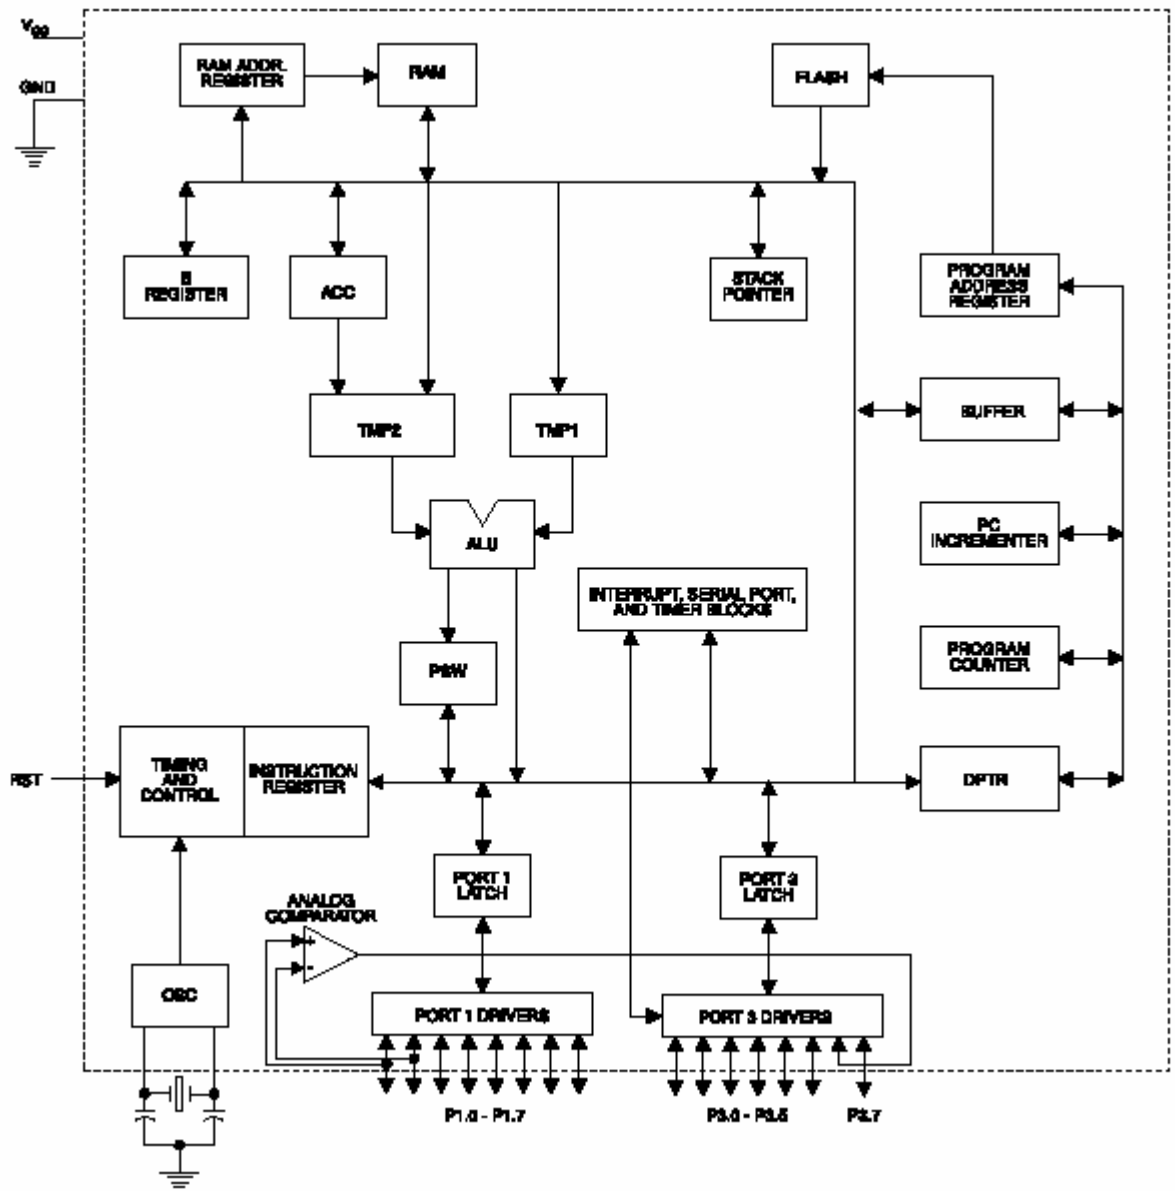 VCC
RAM ADDR.
REGISTER
RAM
FLASH
GND
B
REGISTER
ACC
STACK
POINTER
PROGRAM
ADDRESS
REGISTER
TMP2
TMP1
BUFFER
ALU
PC
INCREMENTER
INTERRUPT, SERIAL PORT,
AND TIMER BLOCKS
PSW
PROGRAM
COUNTER
RST
TIMING
AND
CONTROL
INSTRUCTION
REGISTER
DPTR
PORT 1
LATCH
PORT 3
LATCH
ANALOG
COMPARATOR
+
-
OSC
PORT 1 DRIVERS
PORT 3 DRIVERS
P1.0 - P1.7
P3.0 - P3.5
P3.7